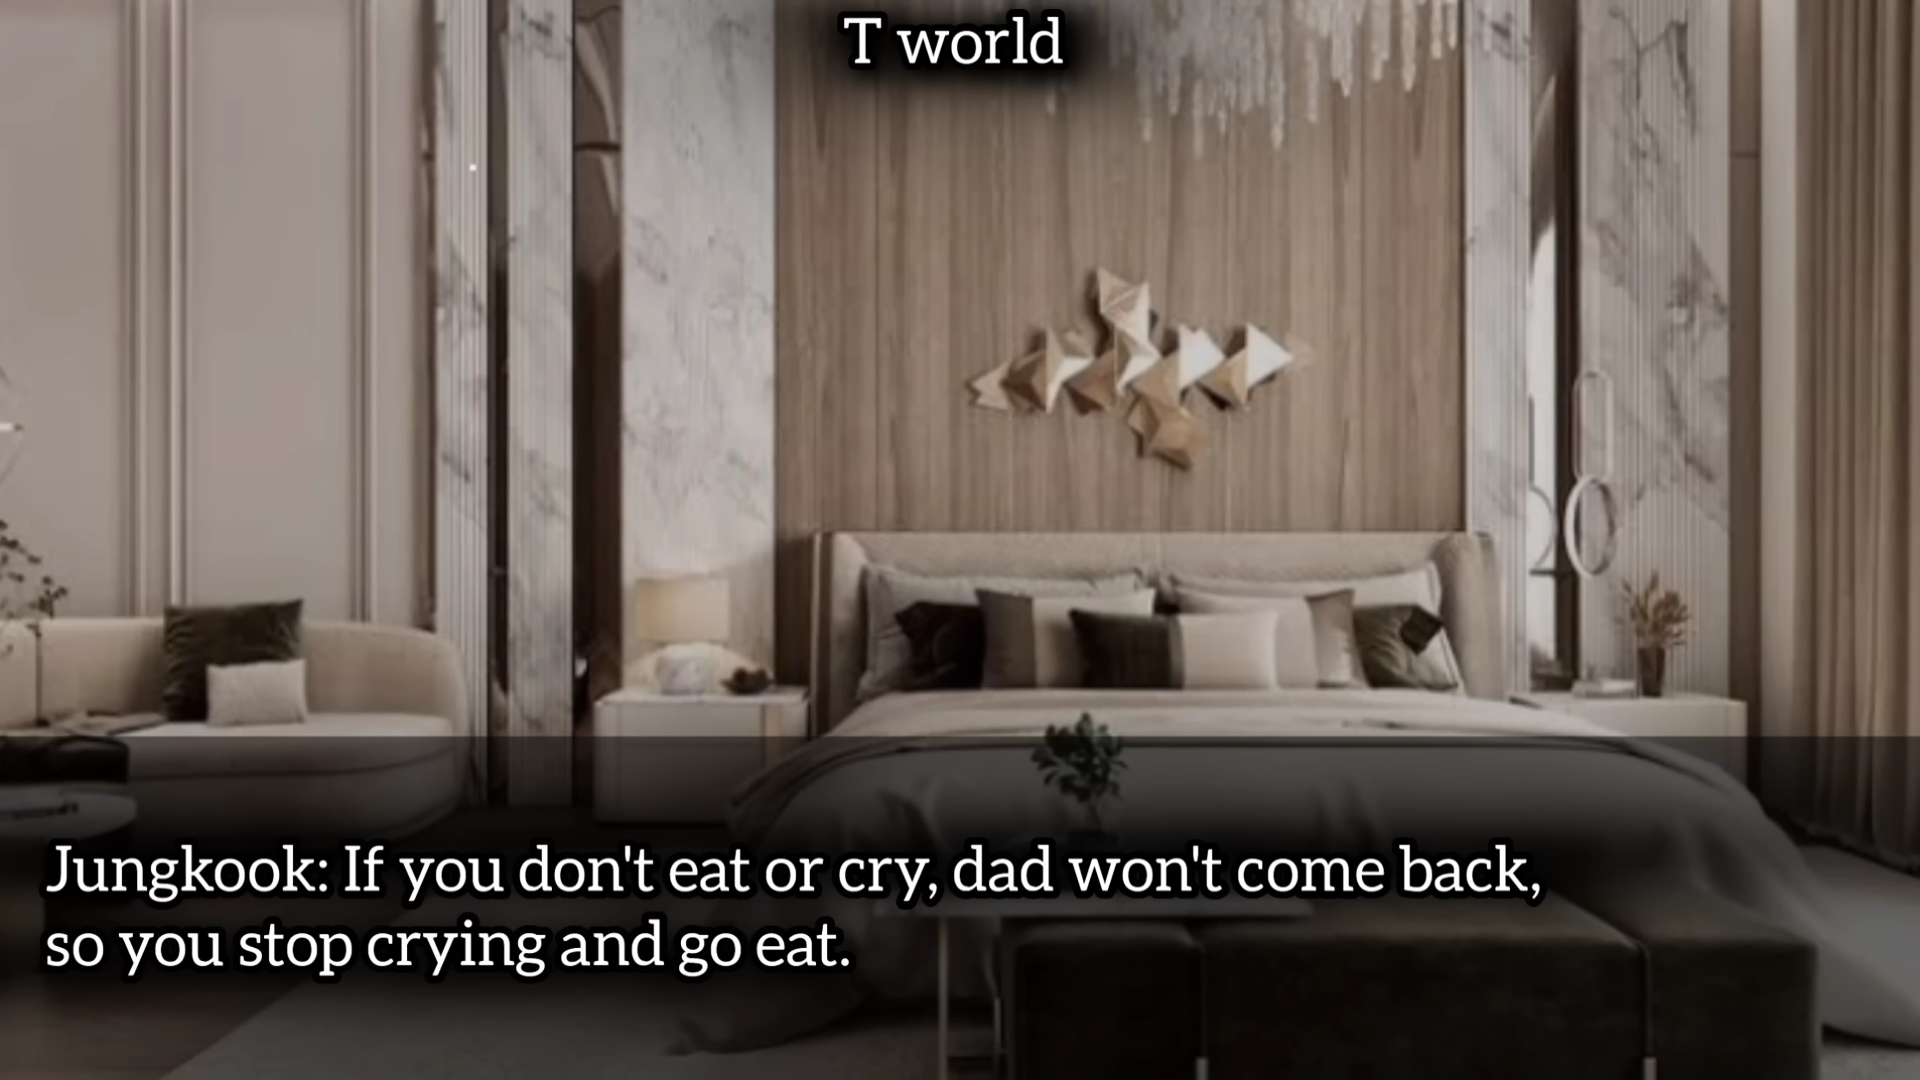 T world
Jungkook: If you don't eat or cry, dad won't come back,
so you stop crying and go eat.